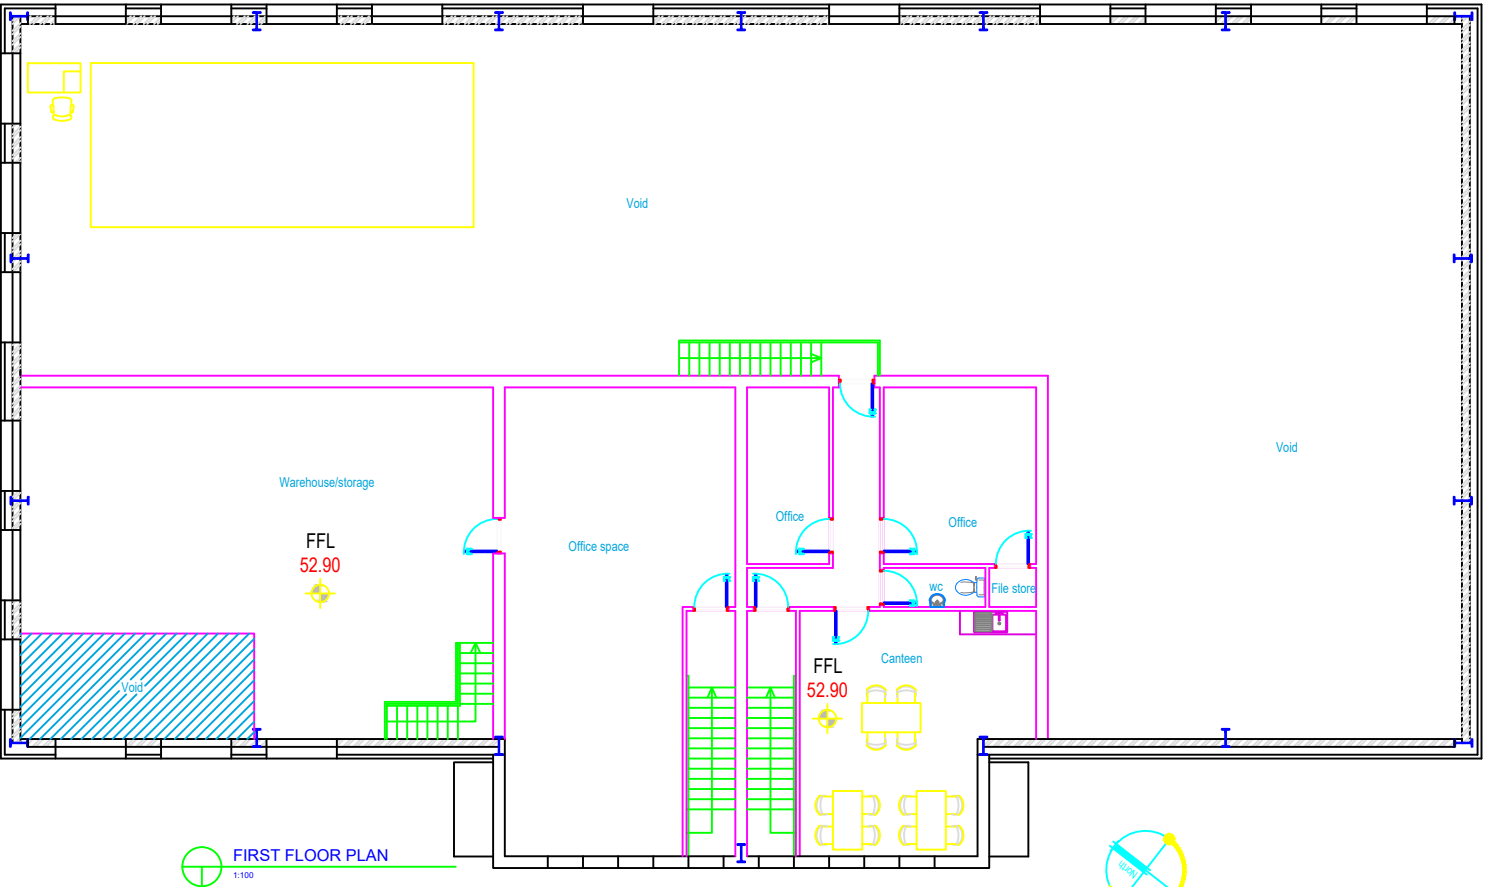 Void
Void
Warehouse/storage
Office
Office
FFL
52.90
Office space
wc
File store
Canteen
FFL
52.90
Void
FIRST FLOOR PLAN
1:100
North